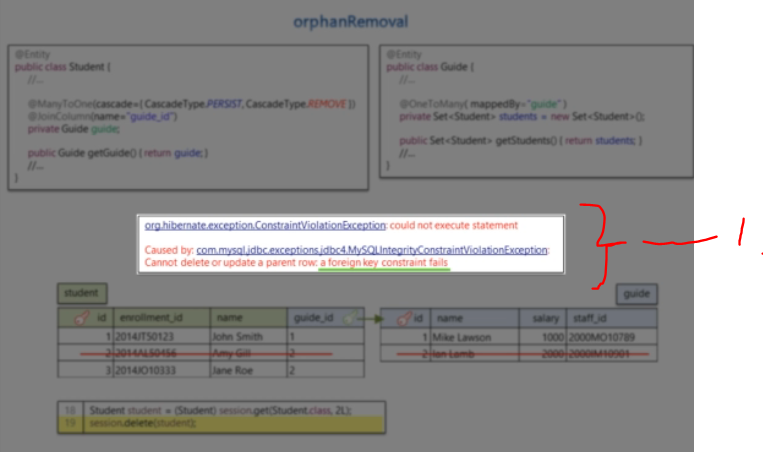 orphanRemoval
@Entity
public class Student {
//...
@ManyToOne(cascade={ CascadeType.PERSIST, CascadeType.REMOVE })
@JoinColumn(name="guide_id")
private Guide guide;
public Guide getGuide() { return guide; }
//...
}
@Entity
public class Guide {
//...
@OneToMany( mappedBy="guide" )
private Set<Student> students = new Set<Student>();
public Set<Student> getStudents() { return students; }
//...
}
org.hibernate.exception.ConstraintViolationException: could not execute statement
Caused by: com.mysql.jdbc.exceptions.jdbc4.MySQLIntegrityConstraintViolationException:
Cannot delete or update a parent row: a foreign key constraint fails
1,
student
id enrollment_id name guide_id
1 2014JT50123 John Smith 1
2 2014AL50456 Amy Gill 2
3 2014JO10333 Jane Roe 2
guide
id name salary staff_id
1 Mike Lawson 1000 2000MO10789
2 Ian Lamb 2000 2000IM10901
18 Student student = (Student) session.get(Student.class, 2L);
19 session.delete(student);